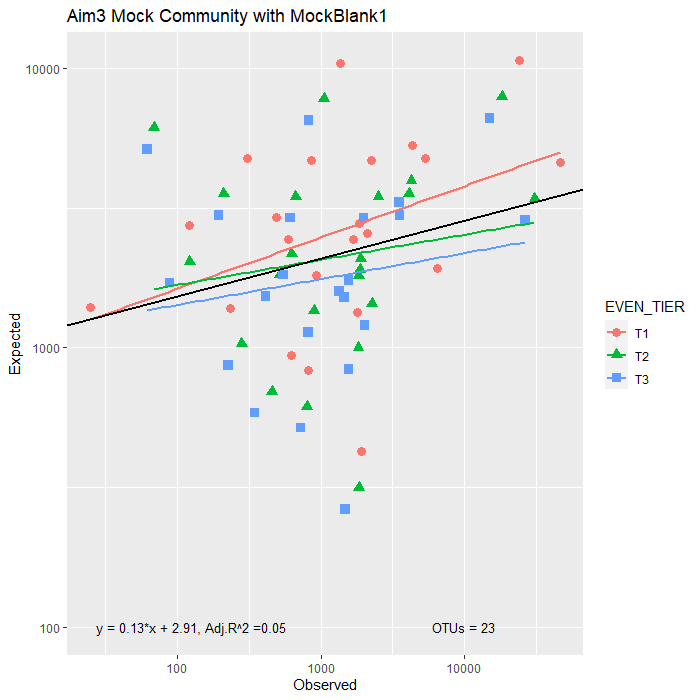 Aim3 Mock Community with MockBlank1
10000
1000
100
Expected
y = 0.13*x + 2.91, Adj.R^2 =0.05
OTUs = 23
100
1000
10000
Observed
EVEN_TIER
T1
T2
T3